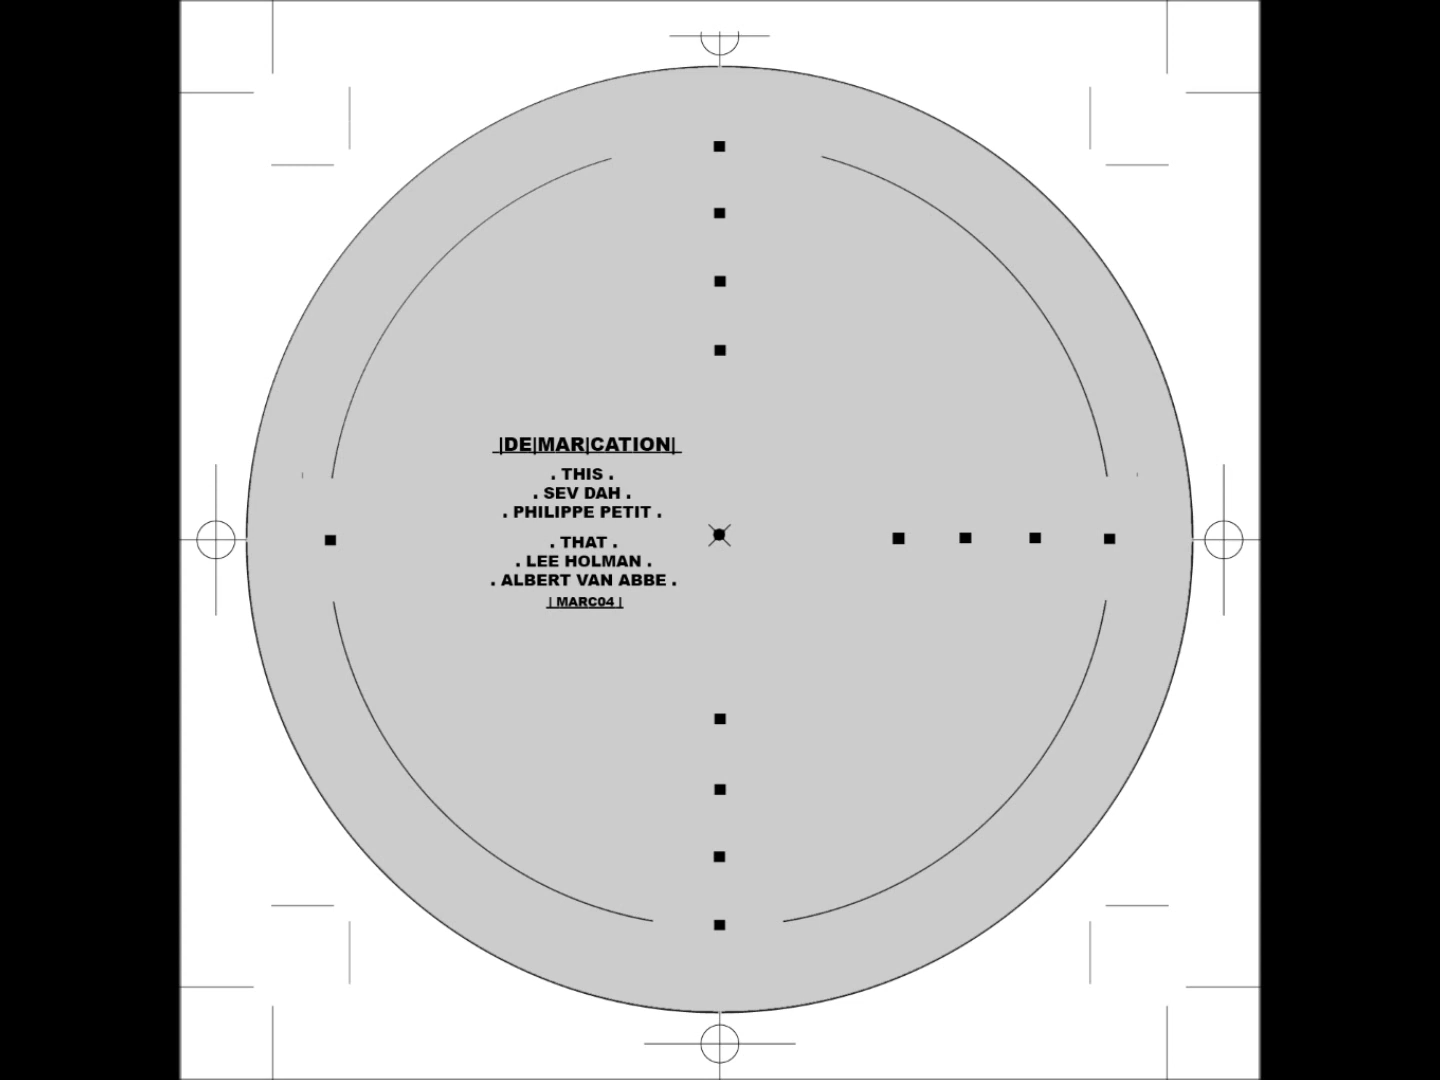 |DE|MAR|CATION|
. THIS .
. SEV DAH .
. PHILIPPE PETIT .
. THAT .
. LEE HOLMAN .
. ALBERT VAN ABBE .
| MARC04 |